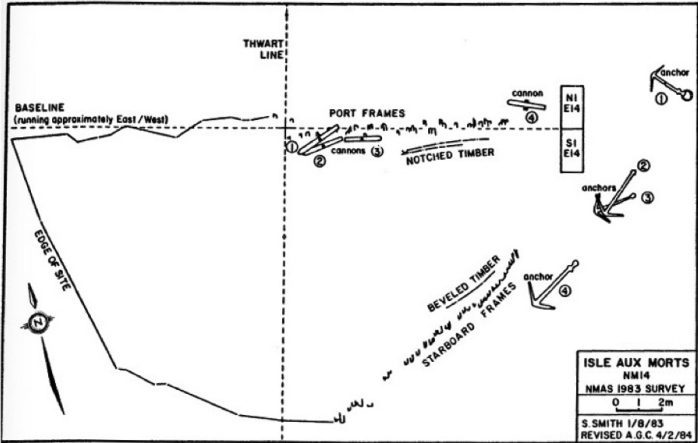 THWART
LINE
BASELINE
(running approximately East/West)
PORT FRAMES
cannon
4
N1
E14
S1
E14
anchor
1
1
2
cannons
3
NOTCHED TIMBER
2
anchors
3
EDGE OF SITE
BEVELED TIMBER
STARBOARD FRAMES
anchor
4
N
ISLE AUX MORTS
NM14
NMAS 1983 SURVEY
0 1 2m
S.SMITH 1/8/83
REVISED A.G.C. 4/2/84